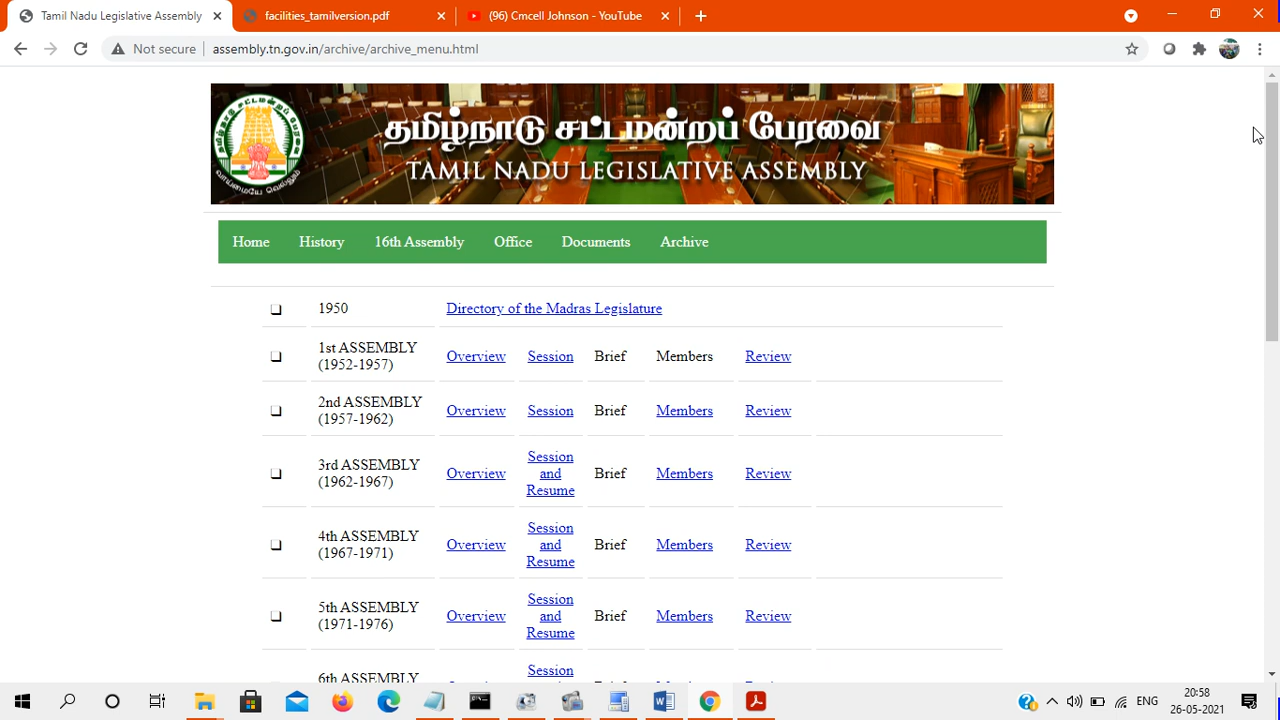 Tamil Nadu Legislative Assembly
facilities_tamilversion.pdf
(96) Cmcell Johnson - YouTube
Not secure
assembly.tn.gov.in/archive/archive_menu.html
தமிழ்நாடு சட்டமன்றப் பேரவை
TAMIL NADU LEGISLATIVE ASSEMBLY
வாய்மையே வெல்லும்
Home History 16th Assembly Office Documents Archive
1950 Directory of the Madras Legislature
1st ASSEMBLY (1952-1957) Overview Session Brief Members Review
2nd ASSEMBLY (1957-1962) Overview Session Brief Members Review
3rd ASSEMBLY (1962-1967) Overview Session and Resume Brief Members Review
4th ASSEMBLY (1967-1971) Overview Session and Resume Brief Members Review
5th ASSEMBLY (1971-1976) Overview Session and Resume Brief Members Review
6th ASSEMBLY Session
ENG
20:58
26-05-2021